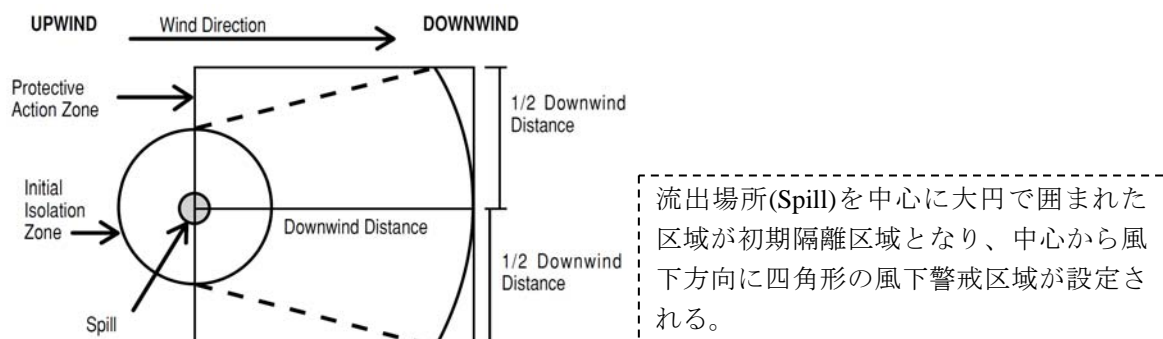 UPWIND
Wind Direction
DOWNWIND
Protective
Action Zone
1/2 Downwind
Distance
Initial
Isolation
Zone
Downwind Distance
1/2 Downwind
Distance
Spill
流出場所(Spill)を中心に大円で囲まれた
区域が初期隔離区域となり、中心から風
下方向に四角形の風下警戒区域が設定さ
れる。